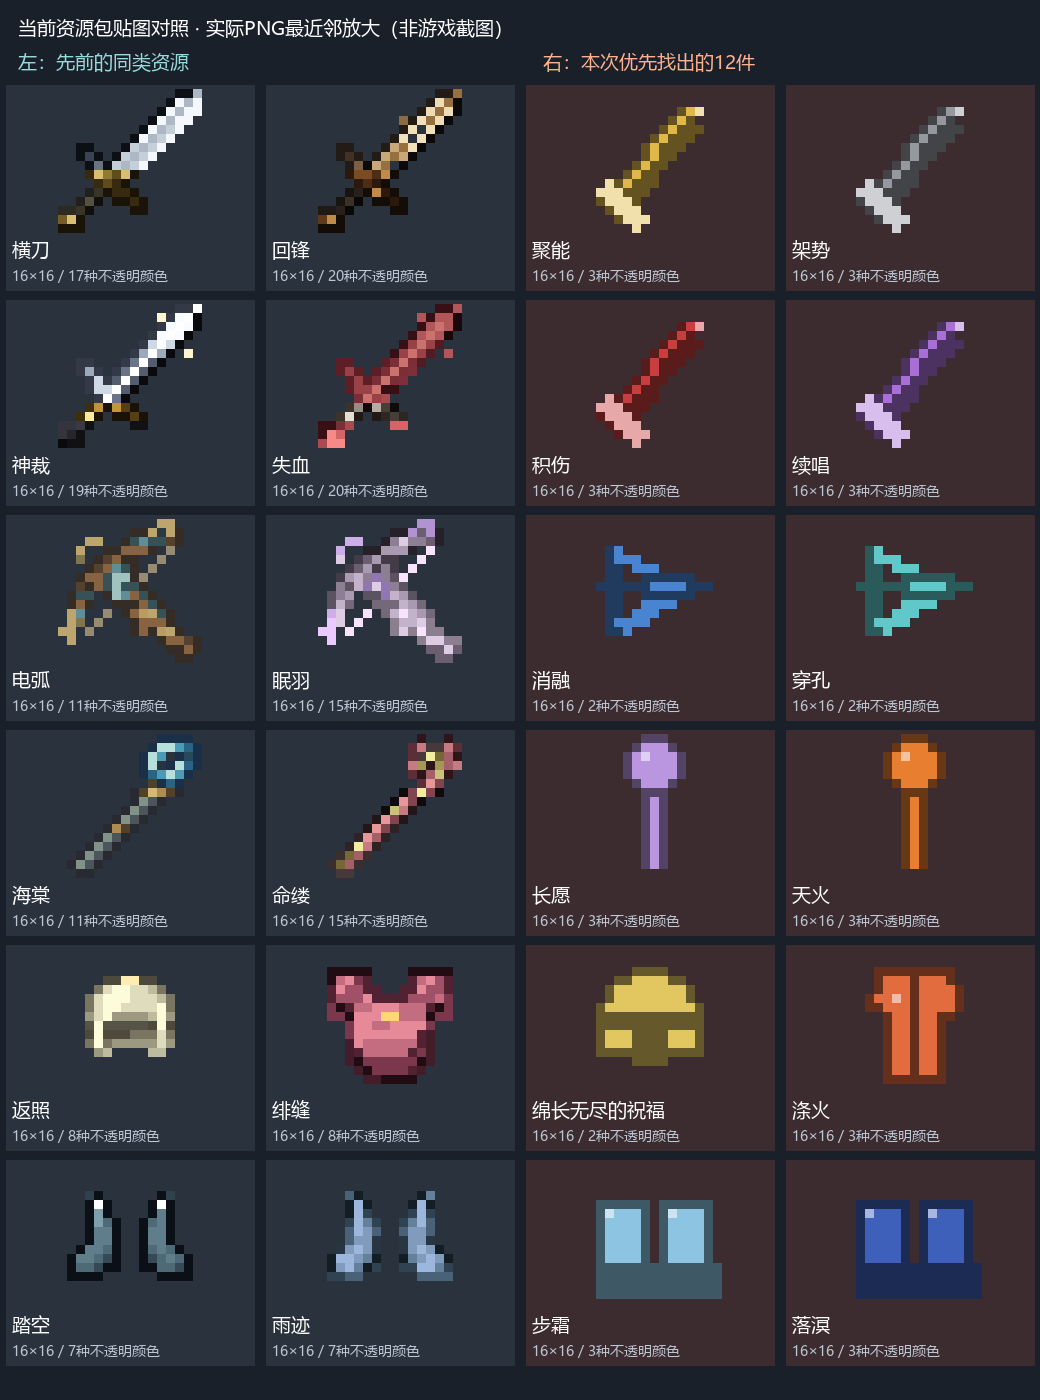 当前资源包贴图对照 · 实际PNG最近邻放大（非游戏截图）
左：先前的同类资源
右：本次优先找出的12件
横刀
16×16 / 17种不透明颜色
回锋
16×16 / 20种不透明颜色
聚能
16×16 / 3种不透明颜色
架势
16×16 / 3种不透明颜色
神裁
16×16 / 19种不透明颜色
失血
16×16 / 20种不透明颜色
积伤
16×16 / 3种不透明颜色
续唱
16×16 / 3种不透明颜色
电弧
16×16 / 11种不透明颜色
眠羽
16×16 / 15种不透明颜色
消融
16×16 / 2种不透明颜色
穿孔
16×16 / 2种不透明颜色
海棠
16×16 / 11种不透明颜色
命缕
16×16 / 15种不透明颜色
长愿
16×16 / 3种不透明颜色
天火
16×16 / 3种不透明颜色
返照
16×16 / 8种不透明颜色
绯缝
16×16 / 8种不透明颜色
绵长无尽的祝福
16×16 / 2种不透明颜色
涤火
16×16 / 3种不透明颜色
踏空
16×16 / 7种不透明颜色
雨迹
16×16 / 7种不透明颜色
步霜
16×16 / 3种不透明颜色
落溟
16×16 / 3种不透明颜色